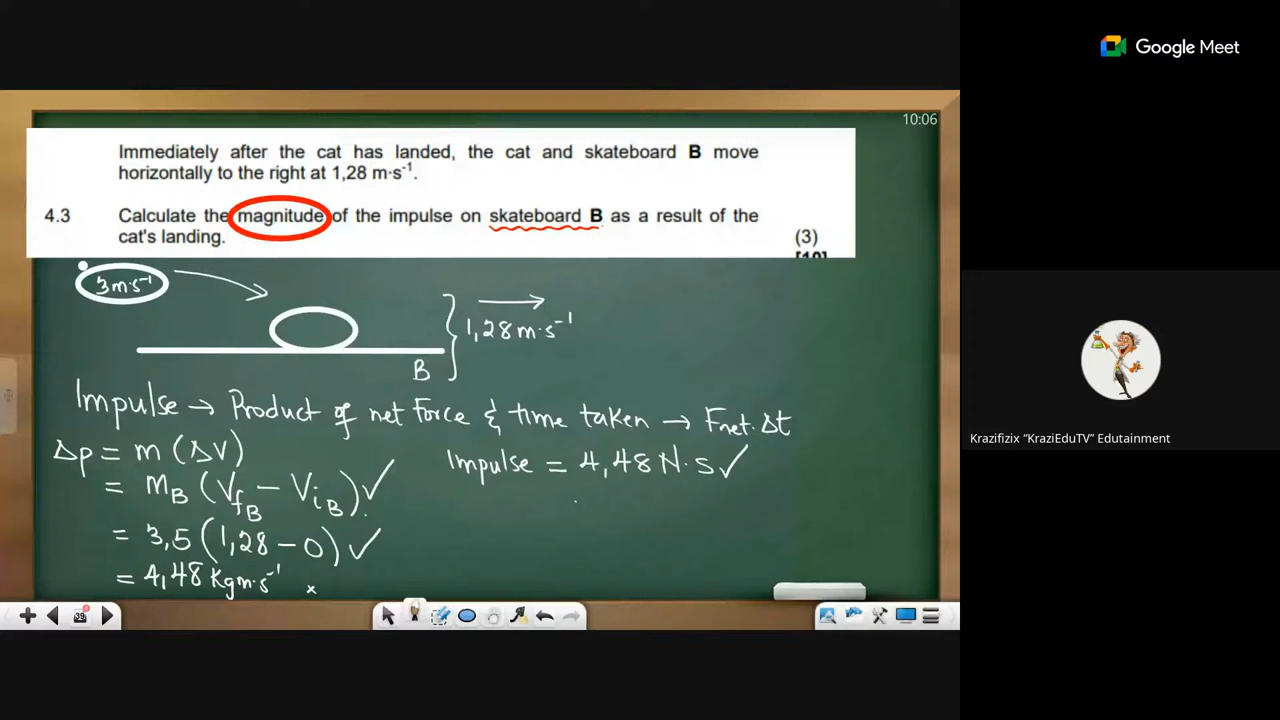 Google Meet
10:06
Immediately after the cat has landed, the cat and skateboard B move
horizontally to the right at 1,28 m·s⁻¹.
4.3 Calculate the magnitude of the impulse on skateboard B as a result of the
cat's landing. (3)
[10]
3m·s⁻¹
1,28m·s⁻¹
B
Impulse → Product of net Force & time taken → Fnet.Δt
Δp = m (ΔV)
Impulse = 4,48 N·S ✓
= mB (VfB – ViB) ✓
= 3,5 (1,28 – 0) ✓
= 4,48 Kgm·s⁻¹
39
Krazifizix “KraziEduTV” Edutainment